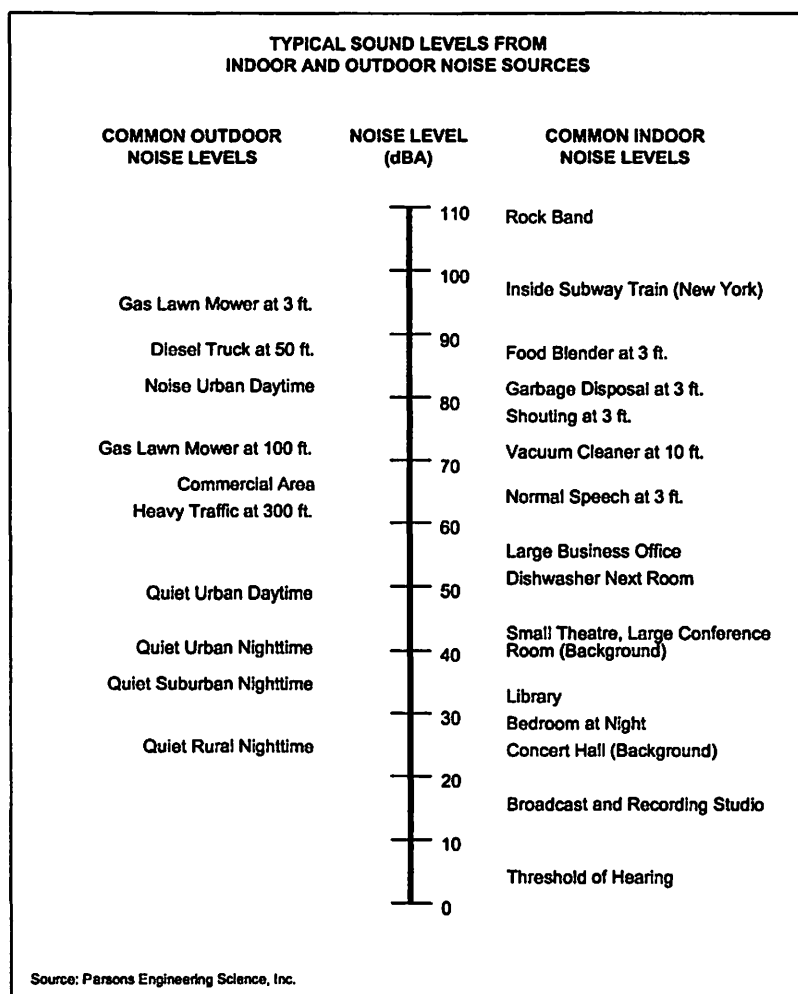 TYPICAL SOUND LEVELS FROM
INDOOR AND OUTDOOR NOISE SOURCES
COMMON OUTDOOR
NOISE LEVELS
NOISE LEVEL
(dBA)
COMMON INDOOR
NOISE LEVELS
110
Rock Band
100
Inside Subway Train (New York)
Gas Lawn Mower at 3 ft.
90
Diesel Truck at 50 ft.
Food Blender at 3 ft.
Noise Urban Daytime
Garbage Disposal at 3 ft.
80
Shouting at 3 ft.
Gas Lawn Mower at 100 ft.
Vacuum Cleaner at 10 ft.
70
Commercial Area
Normal Speech at 3 ft.
Heavy Traffic at 300 ft.
60
Large Business Office
Dishwasher Next Room
50
Quiet Urban Daytime
Small Theatre, Large Conference
Room (Background)
Quiet Urban Nighttime
40
Quiet Suburban Nighttime
Library
30
Bedroom at Night
Quiet Rural Nighttime
Concert Hall (Background)
20
Broadcast and Recording Studio
10
Threshold of Hearing
0
Source: Parsons Engineering Science, Inc.